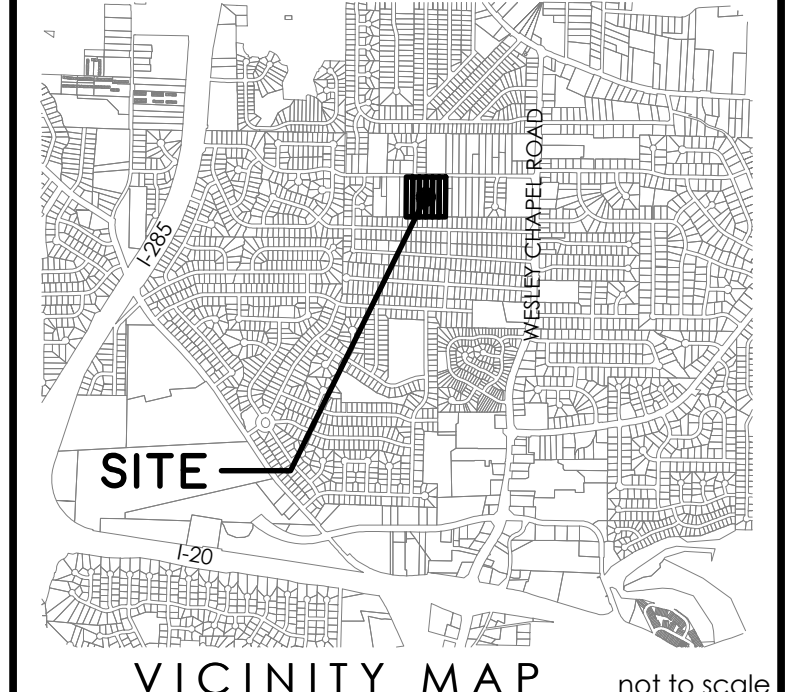 WESLEY CHAPEL ROAD
I-285
SITE
I-20
VICINITY MAP
not to scale